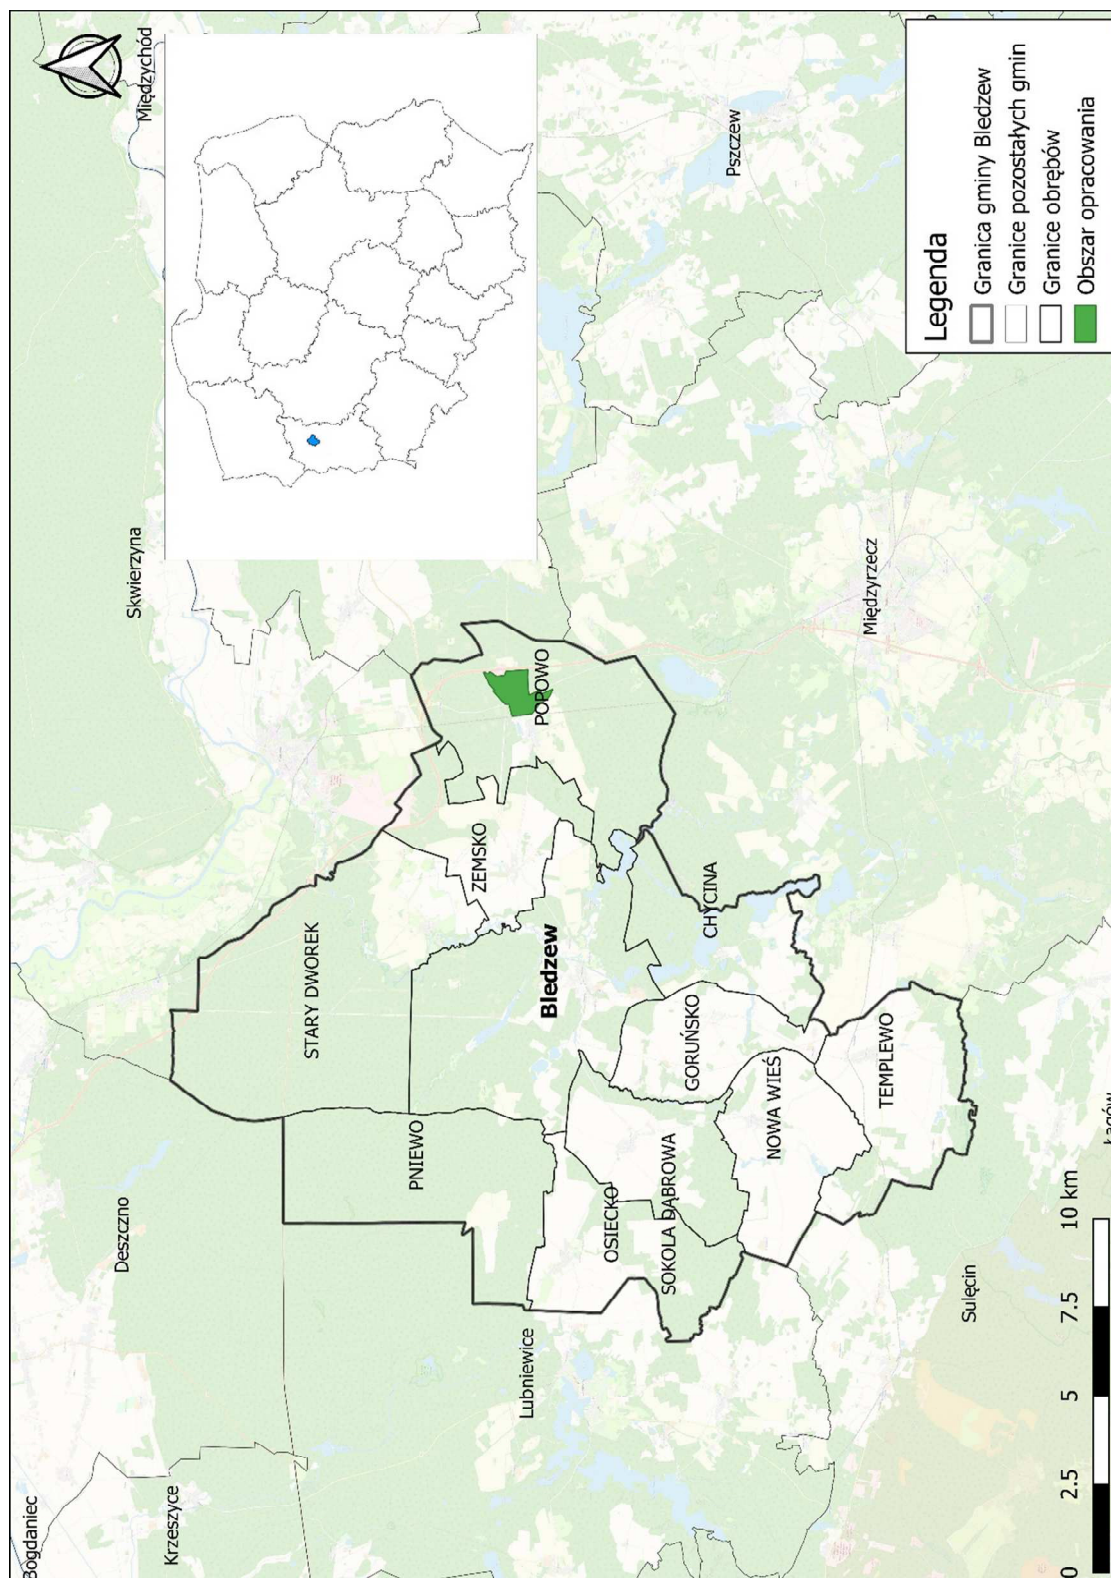 Międzychód
Bogdaniec
Krzeszyce
Deszczno
Skwierzyna
Pszczew
STARY DWOREK
PNIEWO
ZEMSKO
POPOWO
Bledzew
Lubniewice
OSIECKO
SOKOLA DĄBROWA
GORUŃSKO
CHYCINA
NOWA WIEŚ
TEMPLEWO
Międzyrzecz
Sulęcin
Łagów
0
2.5
5
7.5
10 km
Legenda
Granica gminy Bledzew
Granice pozostałych gmin
Granice obrębów
Obszar opracowania